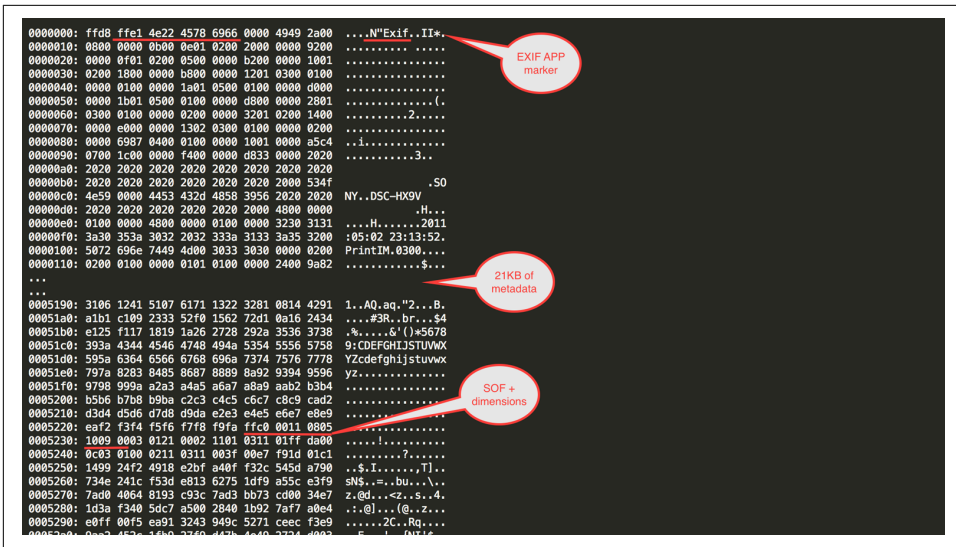 0000000: ffd8 ffe1 4e22 4578 6966 0000 4949 2a00 ....N"Exif..II*.
0000010: 0800 0000 0b00 0e01 0200 2000 0000 9200 .......... .....
0000020: 0000 0f01 0200 0500 0000 b200 0000 1001 ................
0000030: 0200 1800 0000 b800 0000 1201 0300 0100 ................
0000040: 0000 0100 0000 1a01 0500 0100 0000 d000 ................
0000050: 0000 1b01 0500 0100 0000 d800 0000 2801 ..............(.
0000060: 0300 0100 0000 0200 0000 3201 0200 1400 ..........2.....
0000070: 0000 e000 0000 1302 0300 0100 0000 0200 ................
0000080: 0000 6987 0400 0100 0000 1001 0000 a5c4 ..i.............
0000090: 0700 1c00 0000 f400 0000 d833 0000 2020 ...........3..
00000a0: 2020 2020 2020 2020 2020 2020 2020 2020
00000b0: 2020 2020 2020 2020 2020 2020 2000 534f .SO
00000c0: 4e59 0000 4453 432d 4858 3956 2020 2020 NY..DSC-HX9V
00000d0: 2020 2020 2020 2020 2020 2000 4800 0000 .H...
00000e0: 0100 0000 4800 0000 0100 0000 3230 3131 ....H.......2011
00000f0: 3a30 353a 3032 2032 333a 3133 3a35 3200 :05:02 23:13:52.
0000100: 5072 696e 7449 4d00 3033 3030 0000 0200 PrintIM.0300....
0000110: 0200 0100 0000 0101 0100 0000 2400 9a82 ............$...
...
...
0005190: 3106 1241 5107 6171 1322 3281 0814 4291 1..AQ.aq."2...B.
00051a0: a1b1 c109 2333 52f0 1562 72d1 0a16 2434 ....#3R..br...$4
00051b0: e125 f117 1819 1a26 2728 292a 3536 3738 .%.....&'()*5678
00051c0: 393a 4344 4546 4748 494a 5354 5556 5758 9:CDEFGHIJSTUVWX
00051d0: 595a 6364 6566 6768 696a 7374 7576 7778 YZcdefghijstuvwx
00051e0: 797a 8283 8485 8687 8889 8a92 9394 9596 yz..............
00051f0: 9798 999a a2a3 a4a5 a6a7 a8a9 aab2 b3b4 ................
0005200: b5b6 b7b8 b9ba c2c3 c4c5 c6c7 c8c9 cad2 ................
0005210: d3d4 d5d6 d7d8 d9da e2e3 e4e5 e6e7 e8e9 ................
0005220: eaf2 f3f4 f5f6 f7f8 f9fa ffc0 0011 0805 ................
0005230: 1009 0003 0121 0002 1101 0311 01ff da00 .....!..........
0005240: 0c03 0100 0211 0311 003f 00e7 f91d 01c1 .........?......
0005250: 1499 24f2 4918 e2bf a40f f32c 545d a790 ..$.I......,T]..
0005260: 734e 241c f53d e813 6275 1df9 a55c e3f9 sN$..=..bu...\..
0005270: 7ad0 4064 8193 c93c 7ad3 bb73 cd00 34e7 z.@d...<z..s..4.
0005280: 1d3a f340 5dc7 a500 2840 1b92 7af7 a0e4 .:.@]...(@..z...
0005290: e0ff 00f5 ea91 3243 949c 5271 ceec f3e9 ......2C..Rq....
EXIF APP
marker
21KB of
metadata
SOF +
dimensions